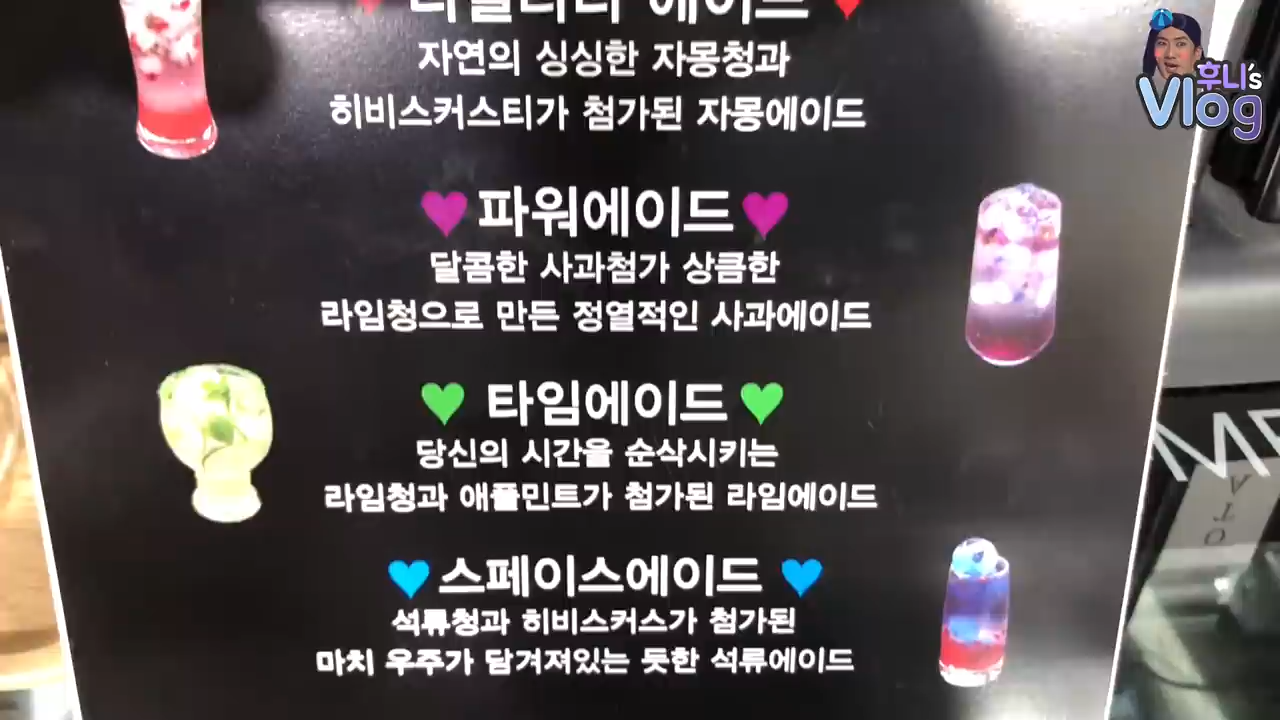 에이드
자연의 싱싱한 자몽청과
히비스커스티가 첨가된 자몽에이드
파워에이드
달콤한 사과첨가 상큼한
라임청으로 만든 정열적인 사과에이드
타임에이드
당신의 시간을 순삭시키는
라임청과 애플민트가 첨가된 라임에이드
스페이스에이드
석류청과 히비스커스가 첨가된
마치 우주가 담겨져있는 듯한 석류에이드
후니's
Vlog